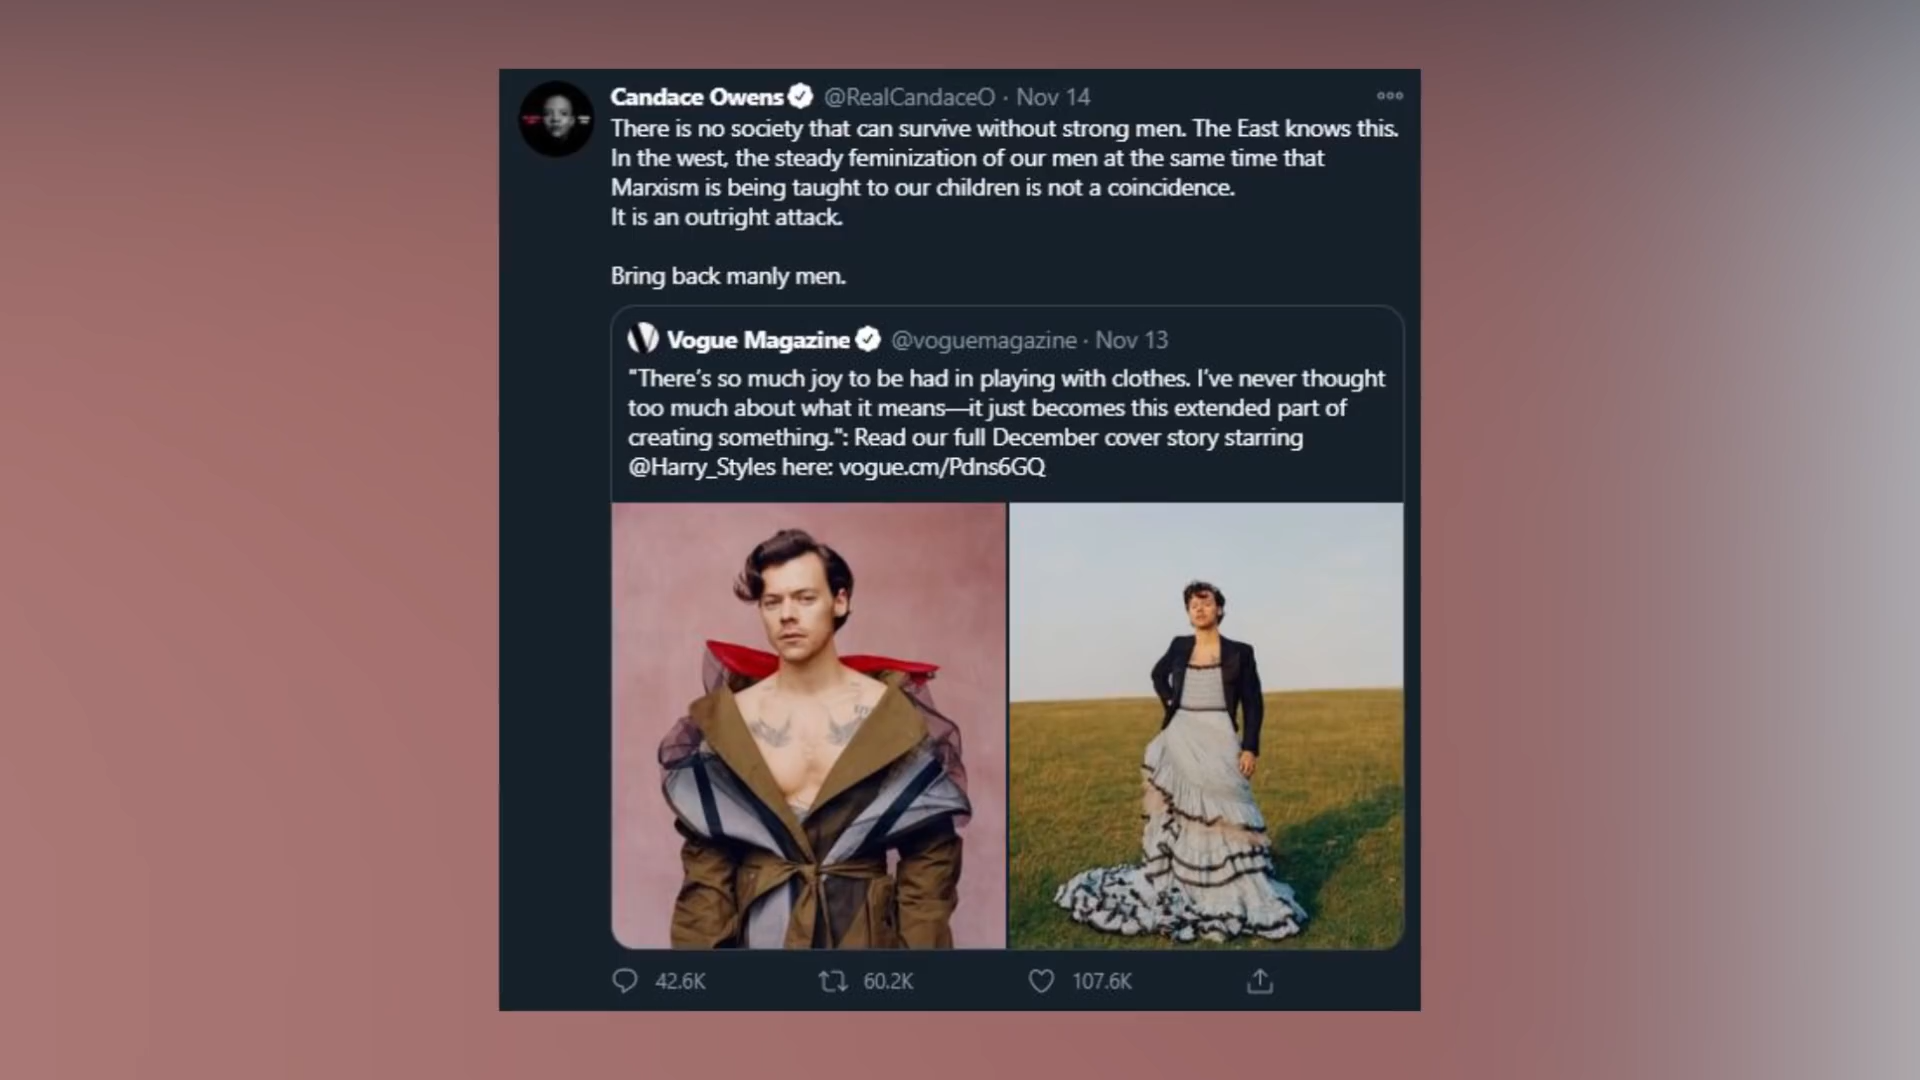 Candace Owens @RealCandaceO · Nov 14
There is no society that can survive without strong men. The East knows this.
In the west, the steady feminization of our men at the same time that
Marxism is being taught to our children is not a coincidence.
It is an outright attack.
Bring back manly men.
Vogue Magazine @voguemagazine · Nov 13
"There's so much joy to be had in playing with clothes. I've never thought
too much about what it means—it just becomes this extended part of
creating something.": Read our full December cover story starring
@Harry_Styles here: vogue.cm/Pdns6GQ
42.6K 60.2K 107.6K